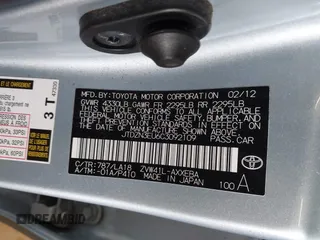 MFD. BY: TOYOTA MOTOR CORPORATION 02/12
GVWR 4330LB GAWR FR 2295LB RR 2295LB
THIS VEHICLE CONFORMS TO ALL APPLICABLE
FEDERAL MOTOR VEHICLE SAFETY,
BUMPER, AND THEFT PREVENTION
STANDARDS IN EFFECT ON THE DATE OF
MANUFACTURE SHOWN ABOVE.
PASS. CAR
C/TR: 787/LA18 ZVW41L-AXXEBA
A/TM: -01A/P410 MADE IN JAPAN
TOYOTA
100 A
3 T
DREAMBID